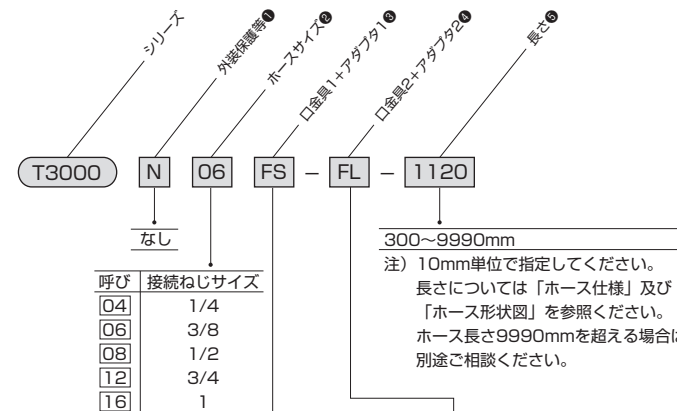 シリーズ
外装保護等❶
ホースサイズ❷
口金具1+アダプタ1❸
口金具2+アダプタ2❹
長さ❺
T3000 N 06 FS – FL – 1120
なし
300〜9990mm
注）10mm単位で指定してください。
長さについては「ホース仕様」及び
「ホース形状図」を参照ください。
ホース長さ9990mmを超える場合は
別途ご相談ください。
呼び 接続ねじサイズ
04 1/4
06 3/8
08 1/2
12 3/4
16 1